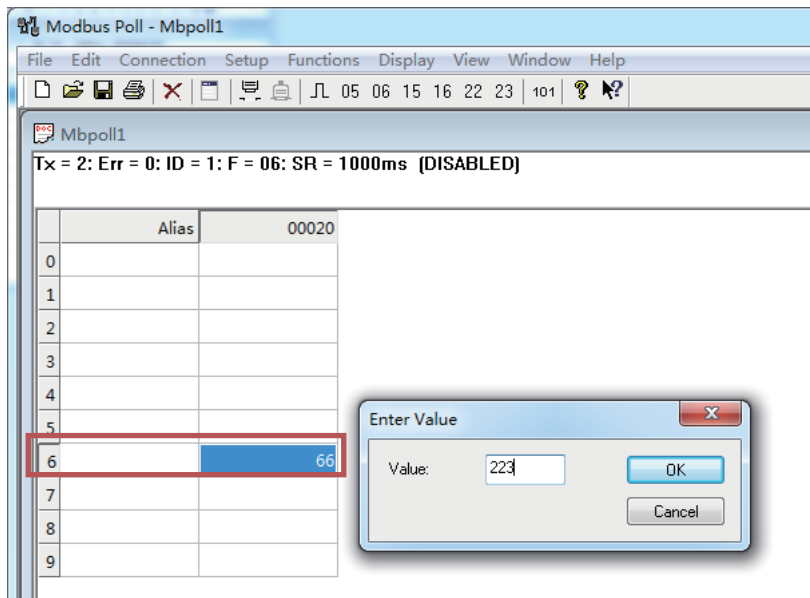 Modbus Poll - Mbpoll1
File Edit Connection Setup Functions Display View Window Help
05 06 15 16 22 23 101
Mbpoll1
Tx = 2: Err = 0: ID = 1: F = 06: SR = 1000ms (DISABLED)
Alias 00020
0
1
2
3
4
5
6 66
7
8
9
Enter Value
Value: 223 OK
Cancel